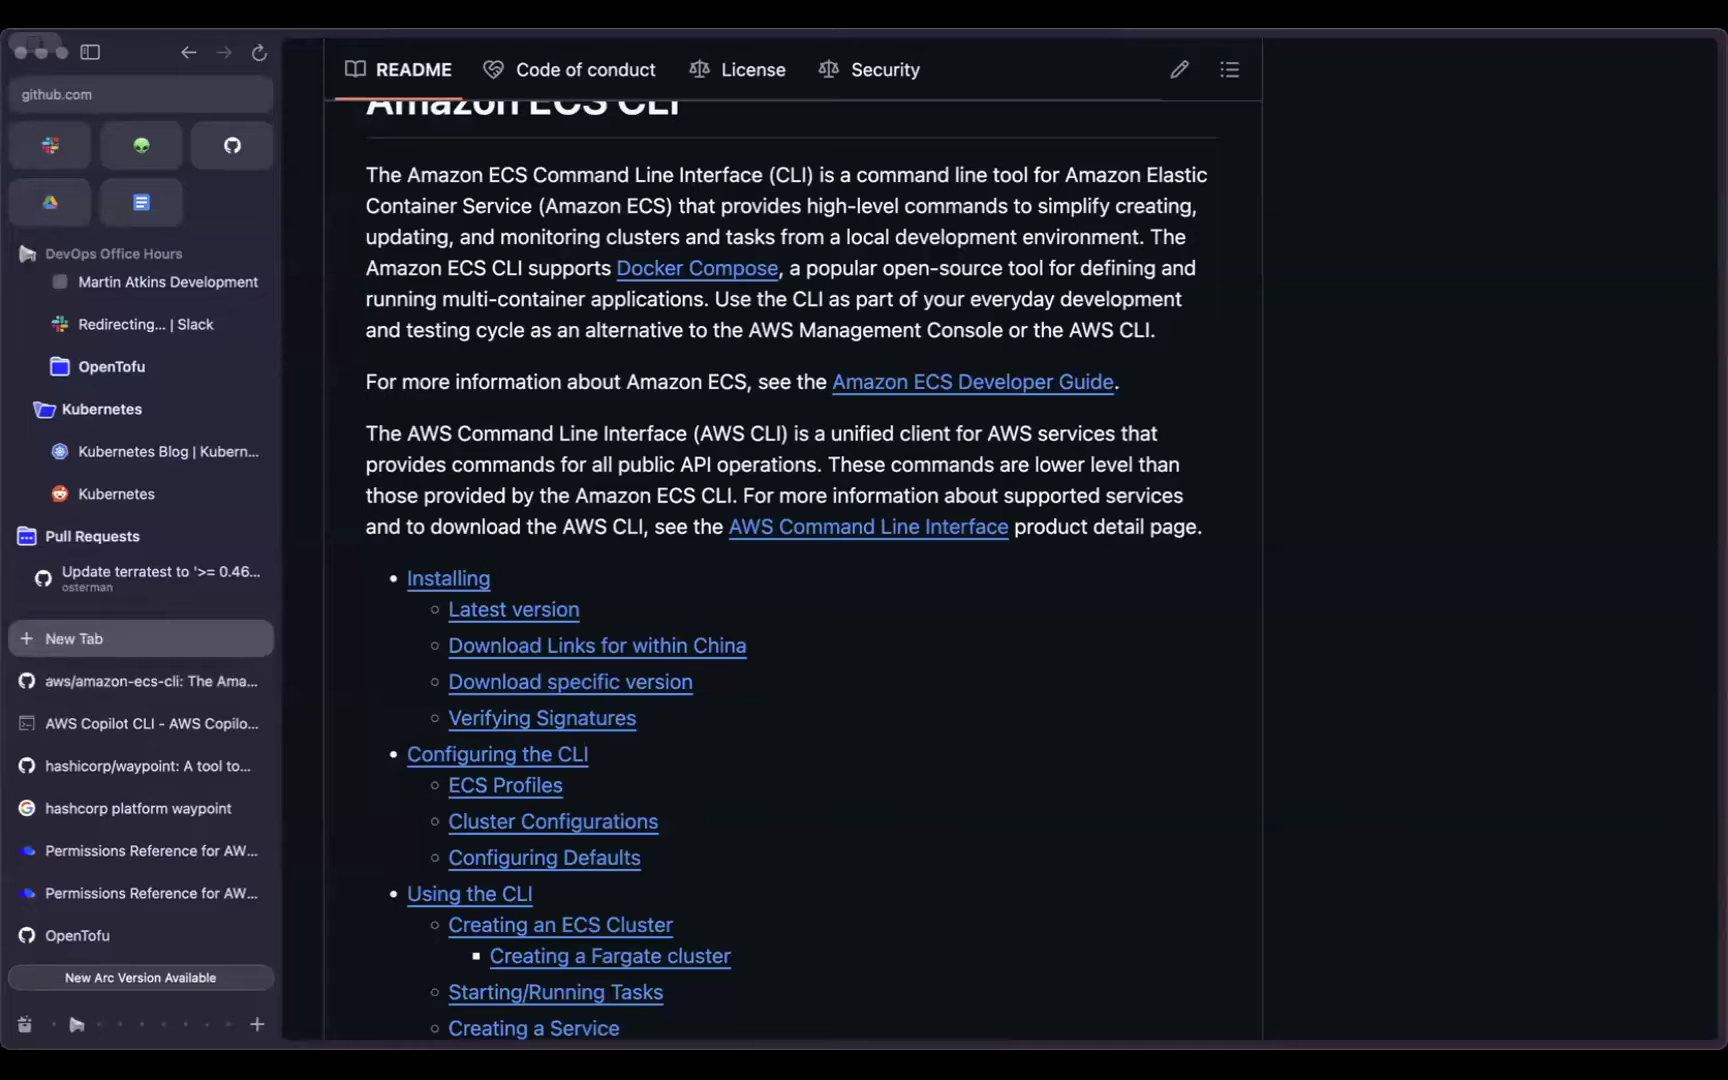 github.com
DevOps Office Hours
Martin Atkins Development
Redirecting... | Slack
OpenTofu
Kubernetes
Kubernetes Blog | Kubern...
Kubernetes
Pull Requests
Update terratest to '>= 0.46...
osterman
New Tab
aws/amazon-ecs-cli: The Ama...
AWS Copilot CLI - AWS Copilo...
hashicorp/waypoint: A tool to...
hashcorp platform waypoint
Permissions Reference for AW...
Permissions Reference for AW...
OpenTofu
New Arc Version Available
README
Code of conduct
License
Security
Amazon ECS CLI
The Amazon ECS Command Line Interface (CLI) is a command line tool for Amazon Elastic
Container Service (Amazon ECS) that provides high-level commands to simplify creating,
updating, and monitoring clusters and tasks from a local development environment. The
Amazon ECS CLI supports Docker Compose, a popular open-source tool for defining and
running multi-container applications. Use the CLI as part of your everyday development
and testing cycle as an alternative to the AWS Management Console or the AWS CLI.
For more information about Amazon ECS, see the Amazon ECS Developer Guide.
The AWS Command Line Interface (AWS CLI) is a unified client for AWS services that
provides commands for all public API operations. These commands are lower level than
those provided by the Amazon ECS CLI. For more information about supported services
and to download the AWS CLI, see the AWS Command Line Interface product detail page.
Installing
Latest version
Download Links for within China
Download specific version
Verifying Signatures
Configuring the CLI
ECS Profiles
Cluster Configurations
Configuring Defaults
Using the CLI
Creating an ECS Cluster
Creating a Fargate cluster
Starting/Running Tasks
Creating a Service